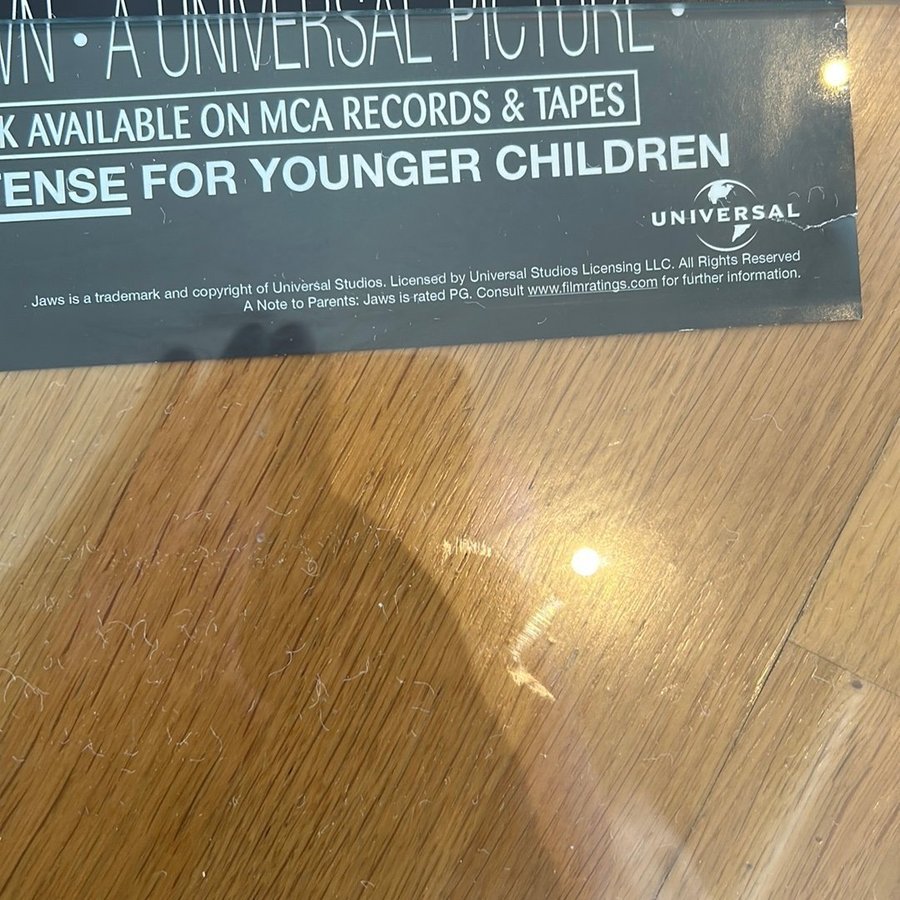 • A UNIVERSAL PICTURE •
AVAILABLE ON MCA RECORDS & TAPES
FOR YOUNGER CHILDREN
UNIVERSAL
Jaws is a trademark and copyright of Universal Studios. Licensed by Universal Studios Licensing LLC. All Rights Reserved
A Note to Parents: Jaws is rated PG. Consult www.filmratings.com for further information.